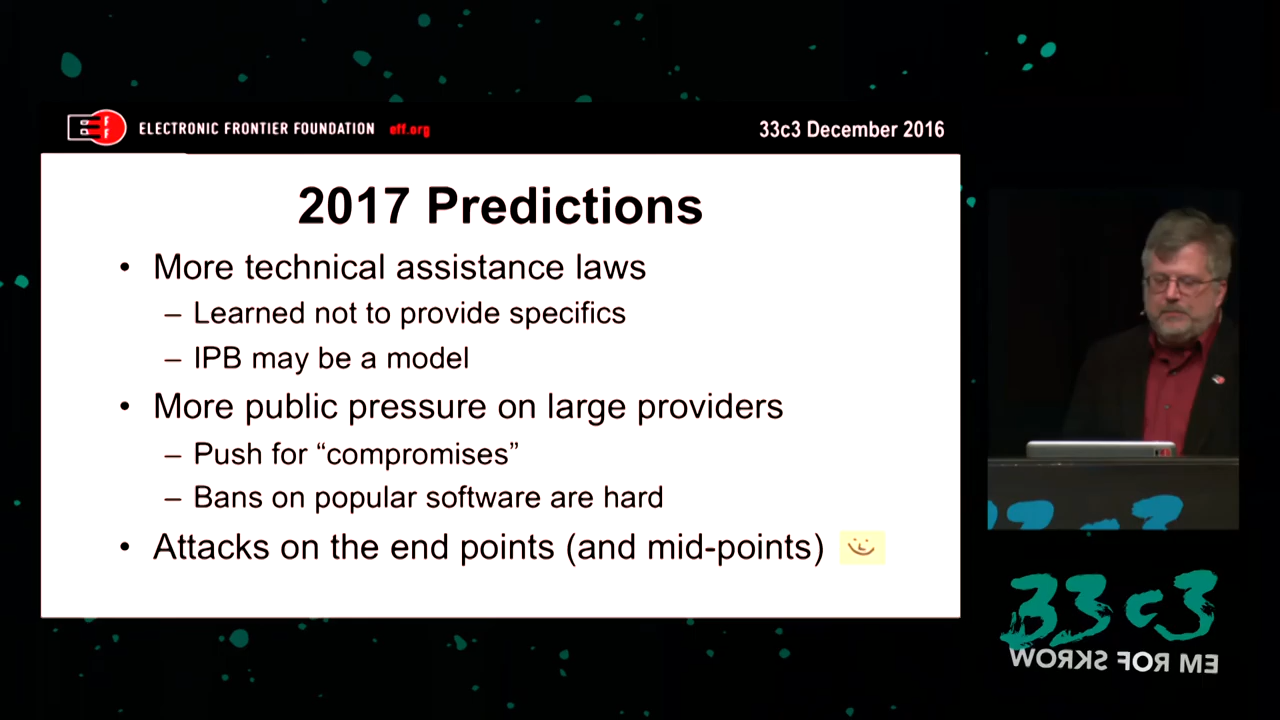 EFF
ELECTRONIC FRONTIER FOUNDATION eff.org
33c3 December 2016
2017 Predictions
• More technical assistance laws
– Learned not to provide specifics
– IPB may be a model
• More public pressure on large providers
– Push for “compromises”
– Bans on popular software are hard
• Attacks on the end points (and mid-points)
33c3
WORKS FOR ME